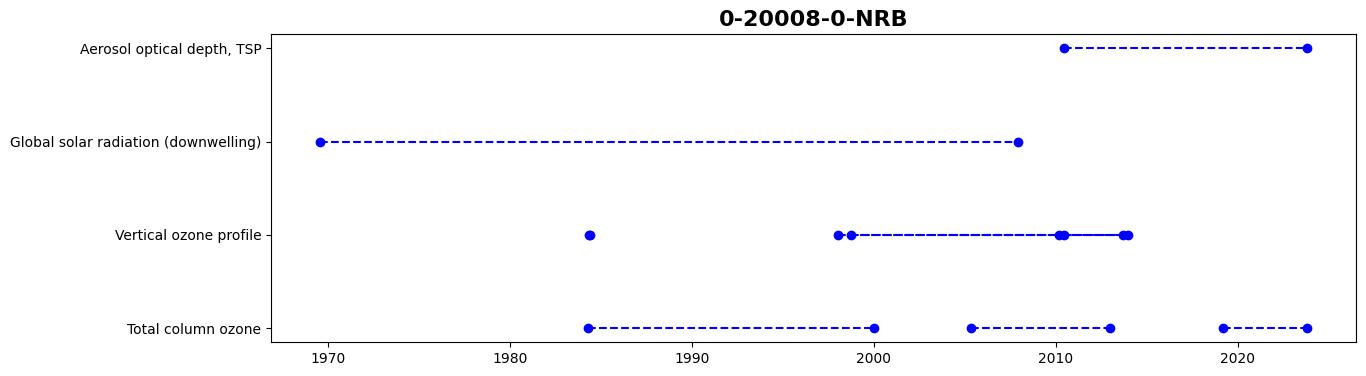 0-20008-0-NRB
Aerosol optical depth, TSP
Global solar radiation (downwelling)
Vertical ozone profile
Total column ozone
1970 1980 1990 2000 2010 2020